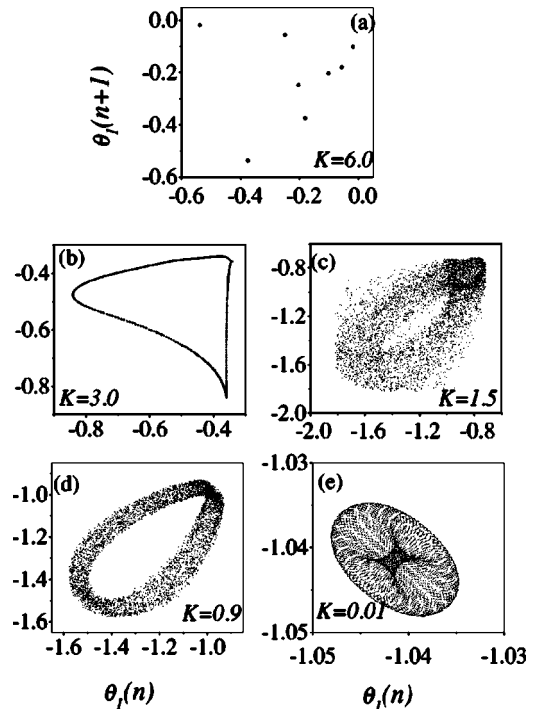 0.0
(a)
-0.2
-0.4
-0.6
θ_I(n+1)
K=6.0
-0.6 -0.4 -0.2 0.0
(b)
-0.4
-0.6
-0.8
K=3.0
-0.8 -0.6 -0.4
(c)
-0.8
-1.2
-1.6
-2.0
K=1.5
-2.0 -1.6 -1.2 -0.8
(d)
-1.0
-1.2
-1.4
-1.6
K=0.9
-1.6 -1.4 -1.2 -1.0
θ_I(n)
-1.03
(e)
-1.04
-1.05
K=0.01
-1.05 -1.04 -1.03
θ_I(n)